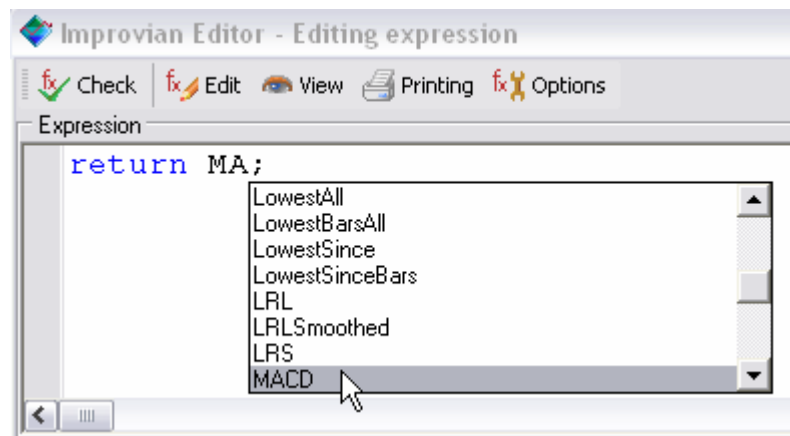 Improvian Editor - Editing expression
Check Edit View Printing Options
Expression
return MA;
LowestAll
LowestBarsAll
LowestSince
LowestSinceBars
LRL
LRLSmoothed
LRS
MACD